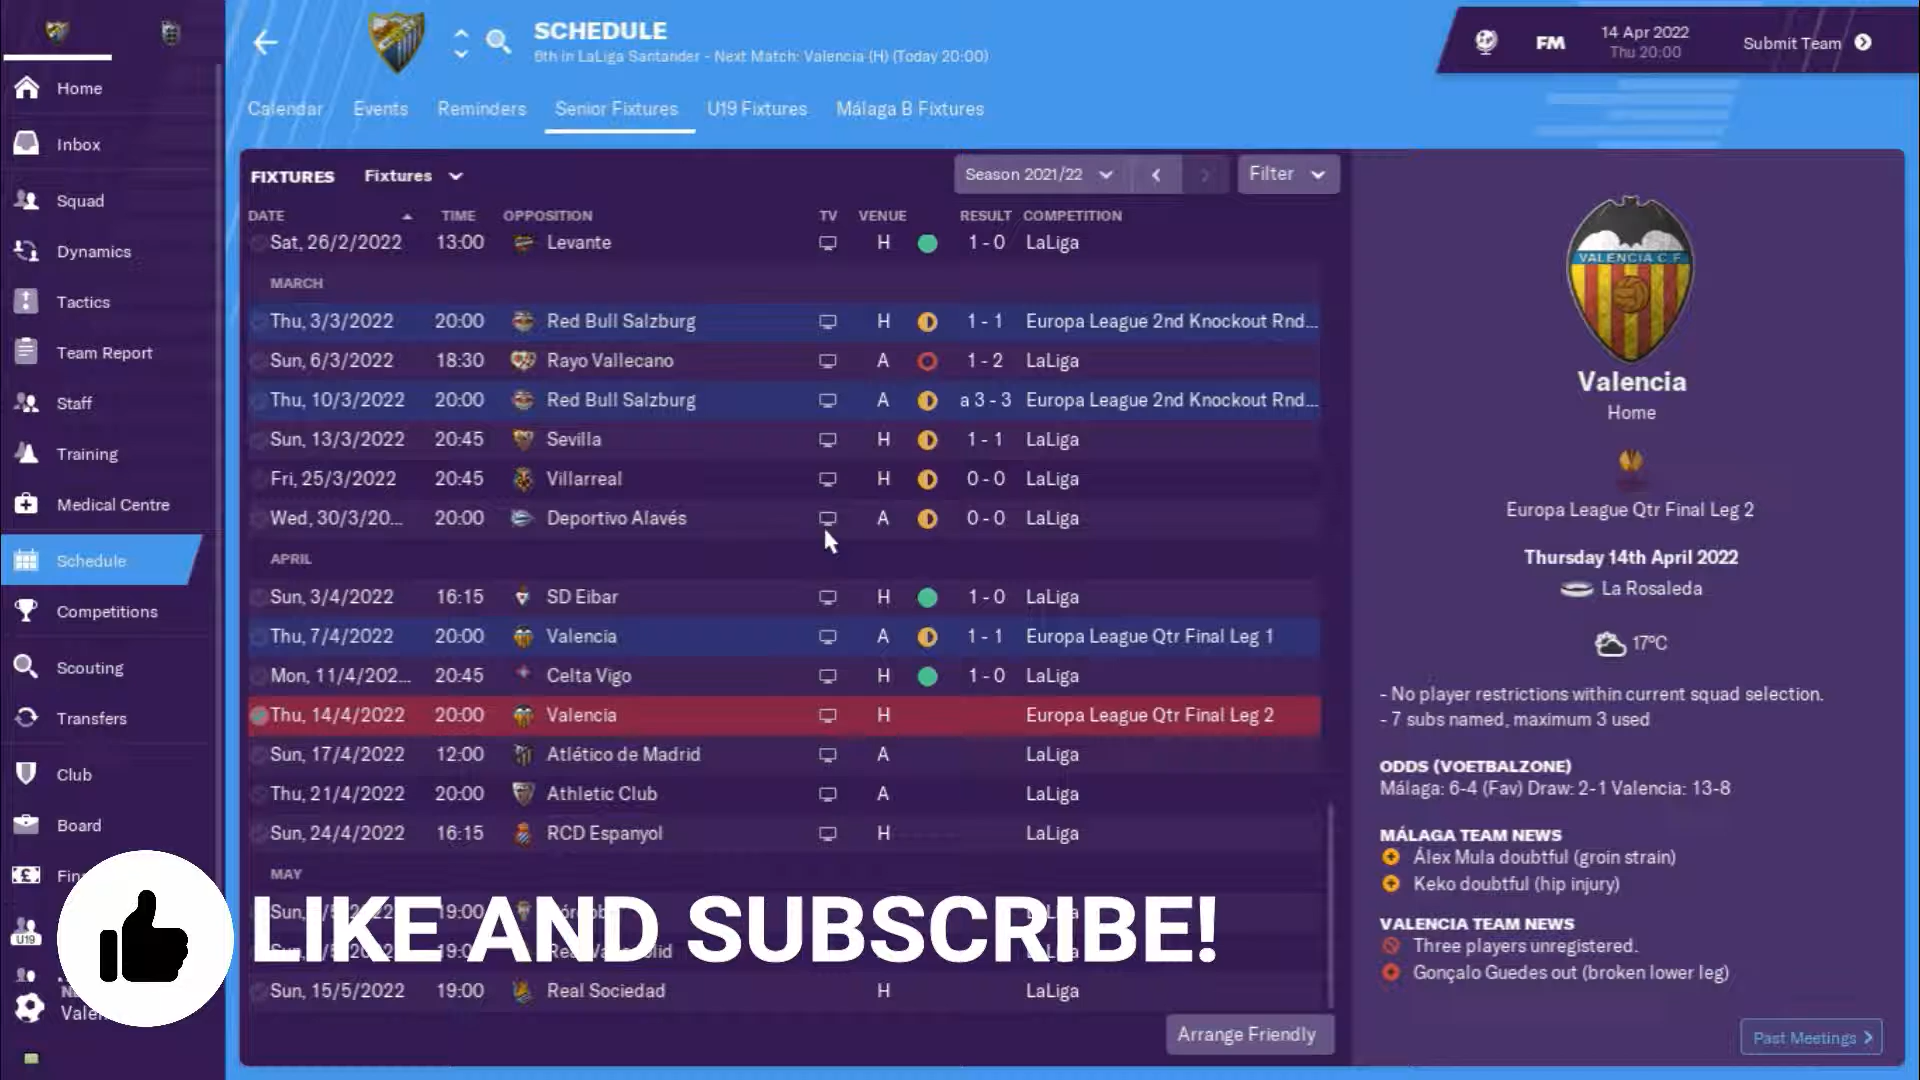 SCHEDULE
6th in LaLiga Santander - Next Match: Valencia (H) (Today 20:00)
FM
14 Apr 2022
Thu 20:00
Submit Team
Calendar Events Reminders Senior Fixtures U19 Fixtures Málaga B Fixtures
Home
Inbox
Squad
Dynamics
Tactics
Team Report
Staff
Training
Medical Centre
Schedule
Competitions
Scouting
Transfers
Club
Board
U19
FIXTURES Fixtures Season 2021/22 Filter
DATE TIME OPPOSITION TV VENUE RESULT COMPETITION
Sat, 26/2/2022 13:00 Levante H 1 - 0 LaLiga
MARCH
Thu, 3/3/2022 20:00 Red Bull Salzburg H 1 - 1 Europa League 2nd Knockout Rnd...
Sun, 6/3/2022 18:30 Rayo Vallecano A 1 - 2 LaLiga
Thu, 10/3/2022 20:00 Red Bull Salzburg A a 3 - 3 Europa League 2nd Knockout Rnd...
Sun, 13/3/2022 20:45 Sevilla H 1 - 1 LaLiga
Fri, 25/3/2022 20:45 Villarreal H 0 - 0 LaLiga
Wed, 30/3/20... 20:00 Deportivo Alavés A 0 - 0 LaLiga
APRIL
Sun, 3/4/2022 16:15 SD Eibar H 1 - 0 LaLiga
Thu, 7/4/2022 20:00 Valencia A 1 - 1 Europa League Qtr Final Leg 1
Mon, 11/4/202... 20:45 Celta Vigo H 1 - 0 LaLiga
Thu, 14/4/2022 20:00 Valencia H Europa League Qtr Final Leg 2
Sun, 17/4/2022 12:00 Atlético de Madrid A LaLiga
Thu, 21/4/2022 20:00 Athletic Club A LaLiga
Sun, 24/4/2022 16:15 RCD Espanyol H LaLiga
MAY
LIKE AND SUBSCRIBE!
Sun, 15/5/2022 19:00 Real Sociedad H LaLiga
Arrange Friendly
VALENCIA C.F
Valencia
Home
Europa League Qtr Final Leg 2
Thursday 14th April 2022
La Rosaleda
17ºC
- No player restrictions within current squad selection.
- 7 subs named, maximum 3 used
ODDS (VOETBALZONE)
Málaga: 6-4 (Fav) Draw: 2-1 Valencia: 13-8
MÁLAGA TEAM NEWS
Álex Mula doubtful (groin strain)
Keko doubtful (hip injury)
VALENCIA TEAM NEWS
Three players unregistered.
Gonçalo Guedes out (broken lower leg)
Past Meetings